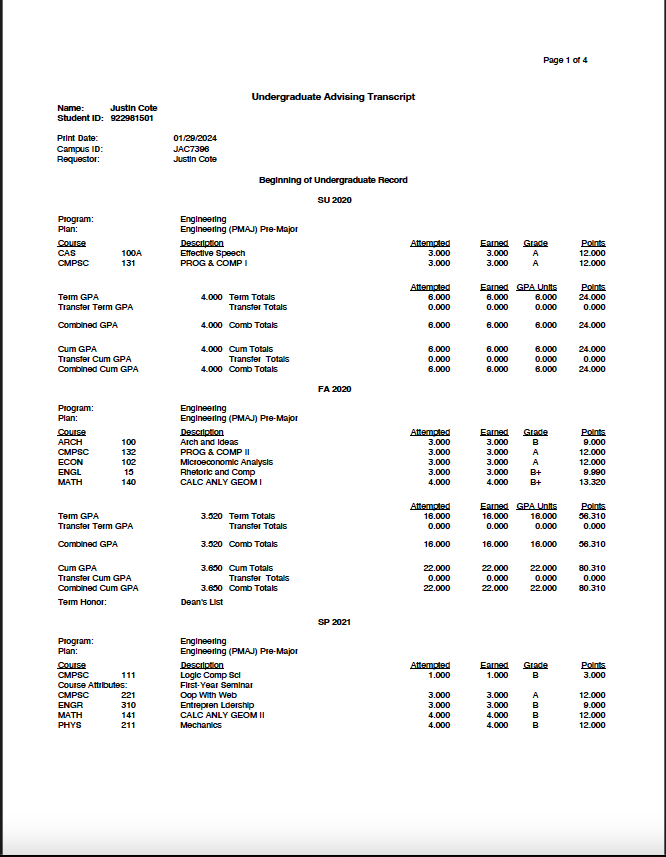 Page 1 of 4
Undergraduate Advising Transcript
Name: Justin Cote
Student ID: 922981501
Print Date: 01/29/2024
Campus ID: JAC7396
Requestor: Justin Cote
Beginning of Undergraduate Record
SU 2020
Program: Engineering
Plan: Engineering (PMAJ) Pre-Major
Course Description Attempted Earned Grade Points
CAS 100A Effective Speech 3.000 3.000 A 12.000
CMPSC 131 PROG & COMP I 3.000 3.000 A 12.000
Attempted Earned GPA Units Points
Term GPA 4.000 Term Totals 6.000 6.000 6.000 24.000
Transfer Term GPA Transfer Totals 0.000 0.000 0.000 0.000
Combined GPA 4.000 Comb Totals 6.000 6.000 6.000 24.000
Cum GPA 4.000 Cum Totals 6.000 6.000 6.000 24.000
Transfer Cum GPA Transfer Totals 0.000 0.000 0.000 0.000
Combined Cum GPA 4.000 Comb Totals 6.000 6.000 6.000 24.000
FA 2020
Program: Engineering
Plan: Engineering (PMAJ) Pre-Major
Course Description Attempted Earned Grade Points
ARCH 100 Arch and Ideas 3.000 3.000 B 9.000
CMPSC 132 PROG & COMP II 3.000 3.000 A 12.000
ECON 102 Microeconomic Analysis 3.000 3.000 A 12.000
ENGL 15 Rhetoric and Comp 3.000 3.000 B+ 9.990
MATH 140 CALC ANLY GEOM I 4.000 4.000 B+ 13.320
Attempted Earned GPA Units Points
Term GPA 3.520 Term Totals 16.000 16.000 16.000 56.310
Transfer Term GPA Transfer Totals 0.000 0.000 0.000 0.000
Combined GPA 3.520 Comb Totals 16.000 16.000 16.000 56.310
Cum GPA 3.650 Cum Totals 22.000 22.000 22.000 80.310
Transfer Cum GPA Transfer Totals 0.000 0.000 0.000 0.000
Combined Cum GPA 3.650 Comb Totals 22.000 22.000 22.000 80.310
Term Honor: Dean's List
SP 2021
Program: Engineering
Plan: Engineering (PMAJ) Pre-Major
Course Description Attempted Earned Grade Points
CMPSC 111 Logic Comp Sci 1.000 1.000 B 3.000
Course Attributes: First-Year Seminar
CMPSC 221 Oop With Web 3.000 3.000 A 12.000
ENGR 310 Entrepren Ldership 3.000 3.000 B 9.000
MATH 141 CALC ANLY GEOM II 4.000 4.000 B 12.000
PHYS 211 Mechanics 4.000 4.000 B 12.000